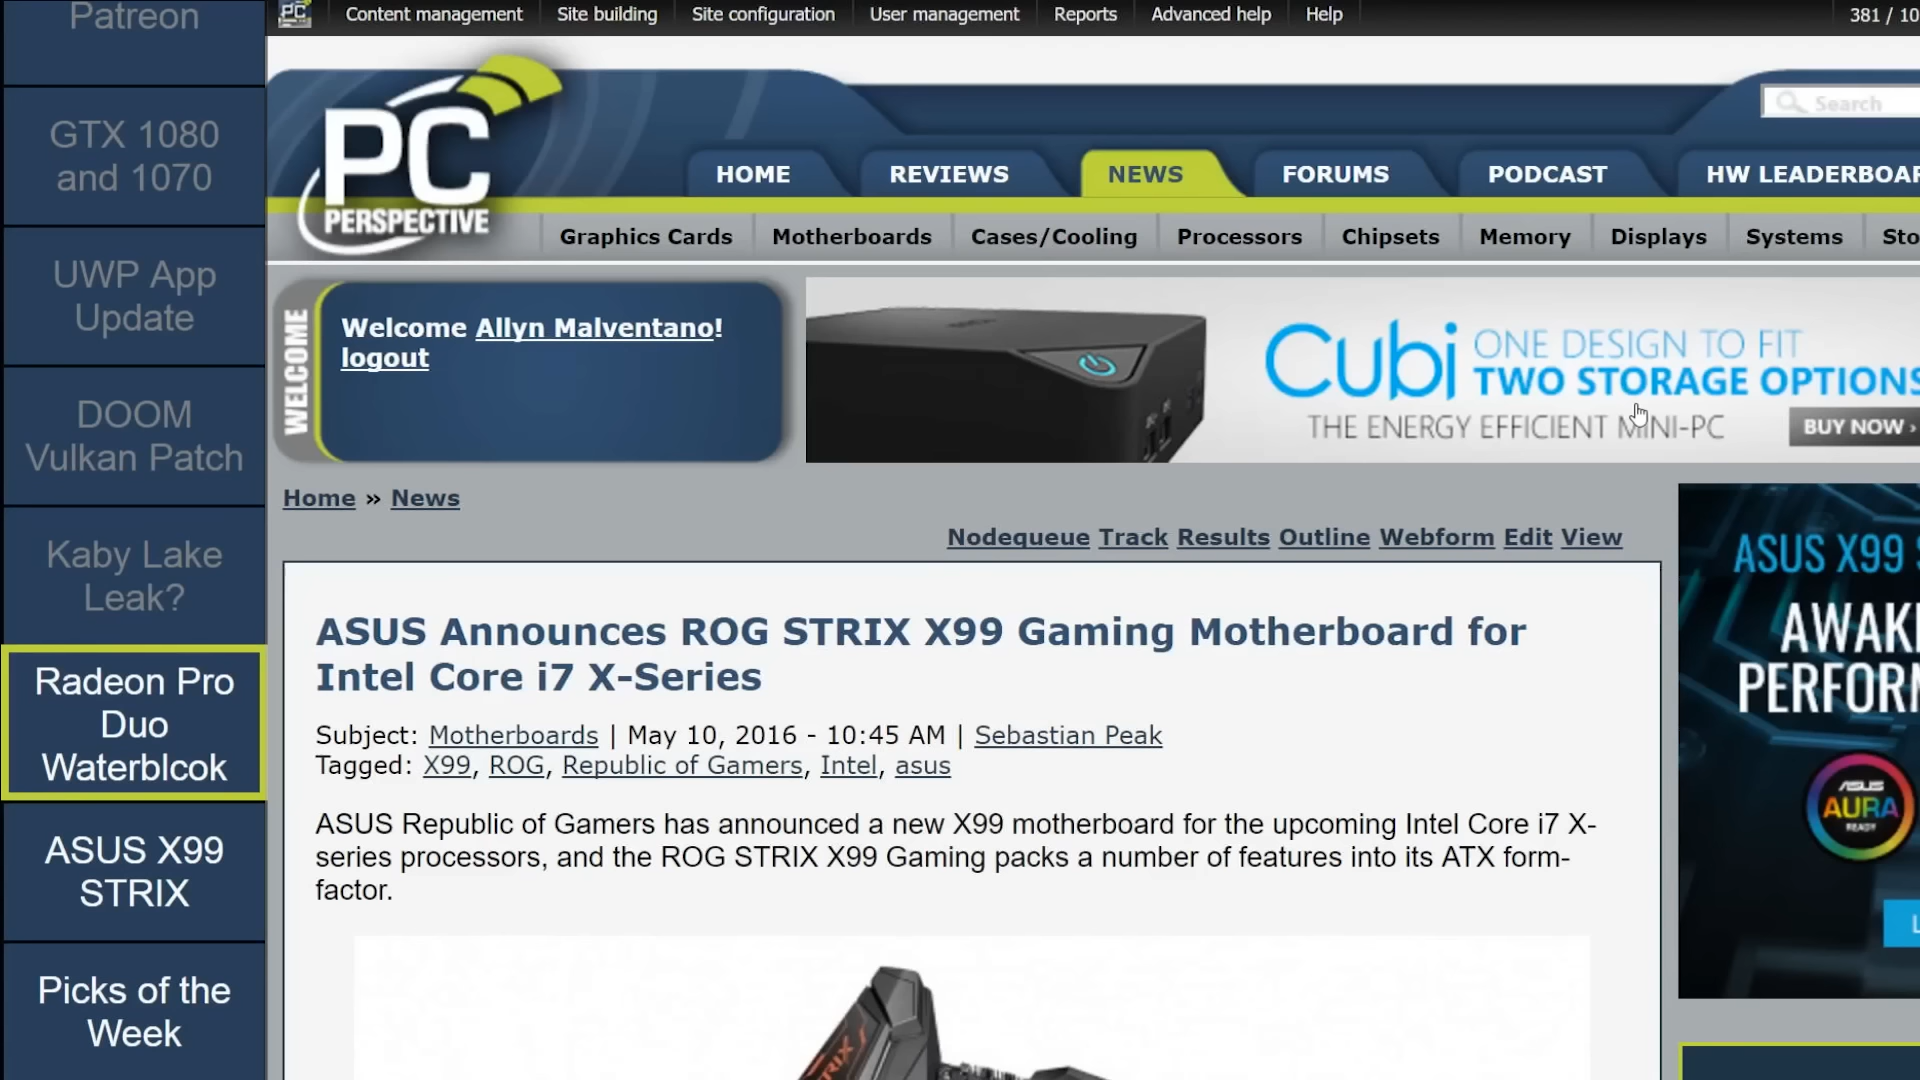 Patreon
GTX 1080
and 1070
UWP App
Update
DOOM
Vulkan Patch
Kaby Lake
Leak?
Radeon Pro
Duo
Waterblcok
ASUS X99
STRIX
Picks of the
Week
Content management Site building Site configuration User management Reports Advanced help Help 381 / 10
PC
PERSPECTIVE
Search
HOME REVIEWS NEWS FORUMS PODCAST HW LEADERBOAR
Graphics Cards Motherboards Cases/Cooling Processors Chipsets Memory Displays Systems Sto
WELCOME
Welcome Allyn Malventano!
logout
Cubi ONE DESIGN TO FIT
TWO STORAGE OPTIONS
THE ENERGY EFFICIENT MINI-PC
BUY NOW ›
Home » News
Nodequeue Track Results Outline Webform Edit View
ASUS Announces ROG STRIX X99 Gaming Motherboard for
Intel Core i7 X-Series
Subject: Motherboards | May 10, 2016 - 10:45 AM | Sebastian Peak
Tagged: X99, ROG, Republic of Gamers, Intel, asus
ASUS Republic of Gamers has announced a new X99 motherboard for the upcoming Intel Core i7 X-
series processors, and the ROG STRIX X99 Gaming packs a number of features into its ATX form-
factor.
STRIX
ASUS X99 S
AWAK
PERFORM
ASUS
AURA
READY
L